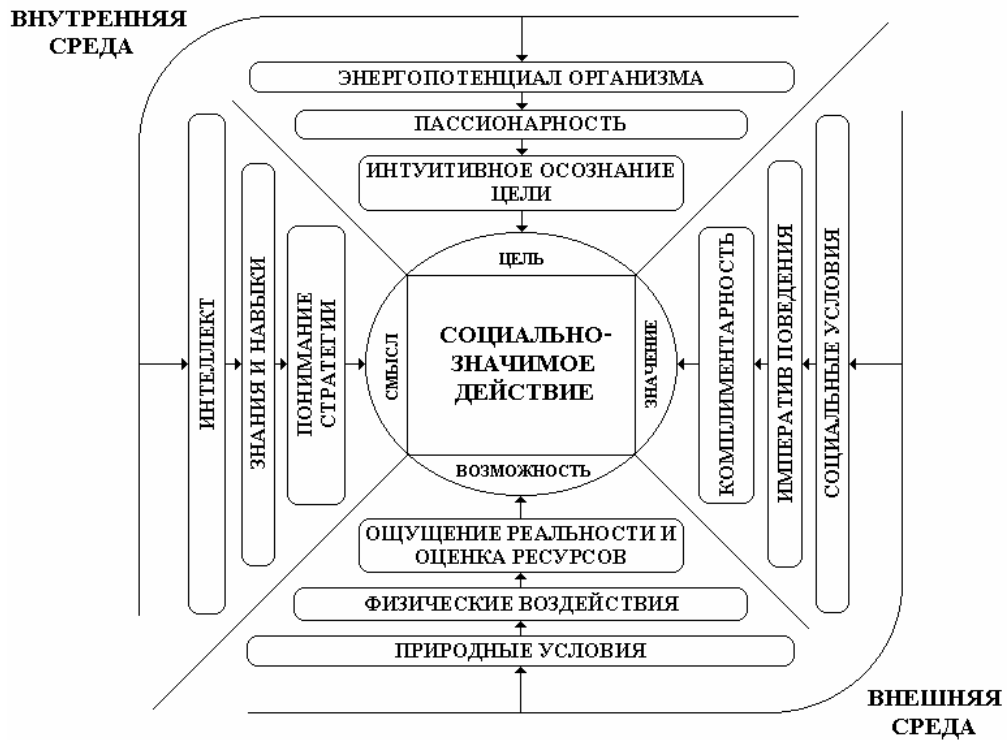 ВНУТРЕННЯЯ
СРЕДА
ЭНЕРГОПОТЕНЦИАЛ ОРГАНИЗМА
ПАССИОНАРНОСТЬ
ИНТУИТИВНОЕ ОСОЗНАНИЕ
ЦЕЛИ
ЦЕЛЬ
ИНТЕЛЛЕКТ
ЗНАНИЯ И НАВЫКИ
ПОНИМАНИЕ
СТРАТЕГИИ
СМЫСЛ
СОЦИАЛЬНО-
ЗНАЧИМОЕ
ДЕЙСТВИЕ
ЗНАЧЕНИЕ
КОМПЛИМЕНТАРНОСТЬ
ИМПЕРАТИВ ПОВЕДЕНИЯ
СОЦИАЛЬНЫЕ УСЛОВИЯ
ВОЗМОЖНОСТЬ
ОЩУЩЕНИЕ РЕАЛЬНОСТИ И
ОЦЕНКА РЕСУРСОВ
ФИЗИЧЕСКИЕ ВОЗДЕЙСТВИЯ
ПРИРОДНЫЕ УСЛОВИЯ
ВНЕШНЯЯ
СРЕДА